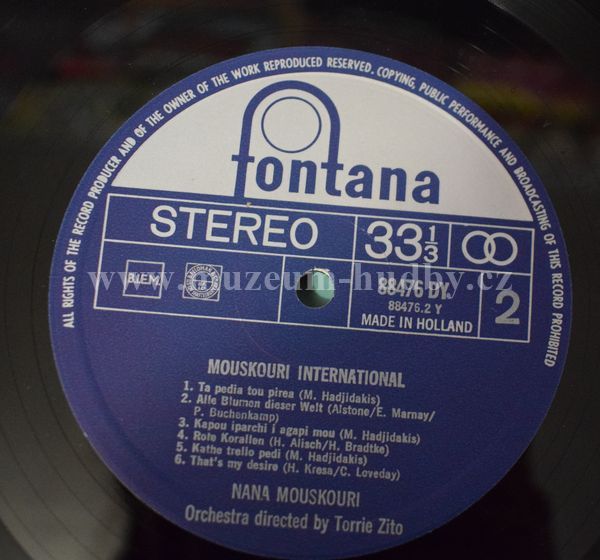 ALL RIGHTS OF THE RECORD PRODUCER AND OF THE OWNER OF THE WORK REPRODUCED RESERVED. COPYING, PUBLIC PERFORMANCE AND BROADCASTING OF THIS RECORD PROHIBITED
fontana
STEREO
33 1/3
BIEM
88476 DY.
88476.2 Y
MADE IN HOLLAND
2
www.muzeum-hudby.cz
MOUSKOURI INTERNATIONAL
1. Ta pedia tou pirea (M. Hadjidakis)
2. Alle Blumen dieser Welt (Alstone/E. Marnay/
P. Buchenkamp)
3. Kapou iparchi i agapi mou (M. Hadjidakis)
4. Rote Korallen (H. Alisch/H. Bradtke)
5. Kathe trello pedi (M. Hadjidakis)
6. That's my desire (H. Kresa/C. Loveday)
NANA MOUSKOURI
Orchestra directed by Torrie Zito